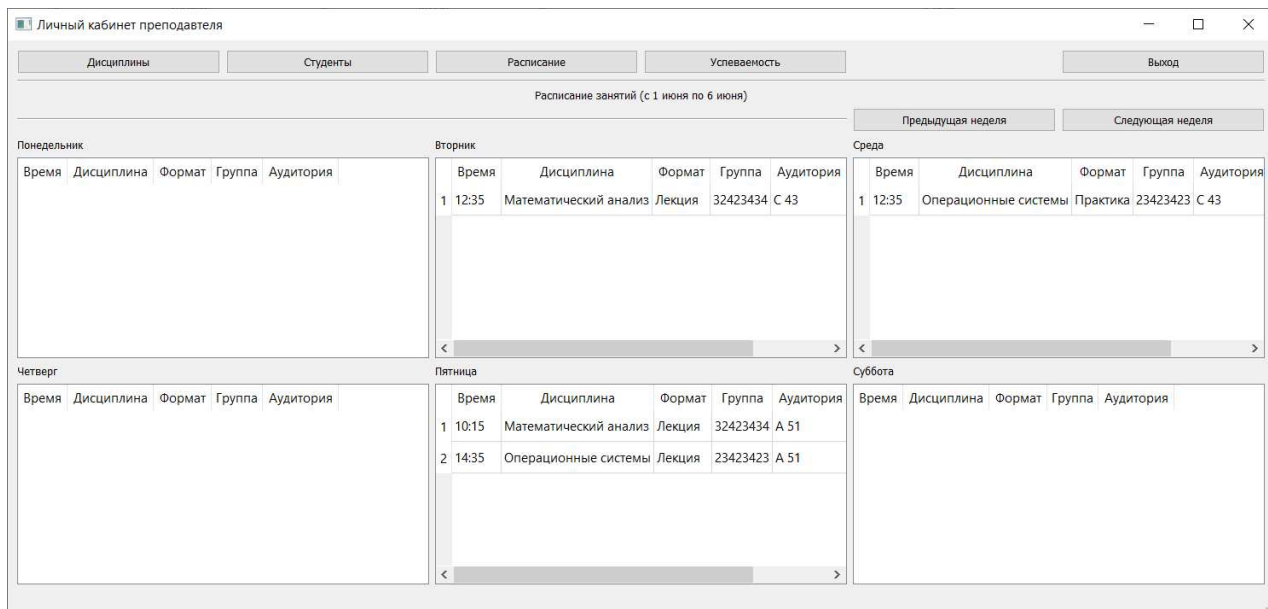 Личный кабинет преподавтеля
Дисциплины Студенты Расписание Успеваемость Выход
Расписание занятий (с 1 июня по 6 июня)
Предыдущая неделя Следующая неделя
Понедельник
Время Дисциплина Формат Группа Аудитория
Вторник
Время Дисциплина Формат Группа Аудитория
1 12:35 Математический анализ Лекция 32423434 С 43
Среда
Время Дисциплина Формат Группа Аудитория
1 12:35 Операционные системы Практика 23423423 С 43
Четверг
Время Дисциплина Формат Группа Аудитория
Пятница
Время Дисциплина Формат Группа Аудитория
1 10:15 Математический анализ Лекция 32423434 А 51
2 14:35 Операционные системы Лекция 23423423 А 51
Суббота
Время Дисциплина Формат Группа Аудитория